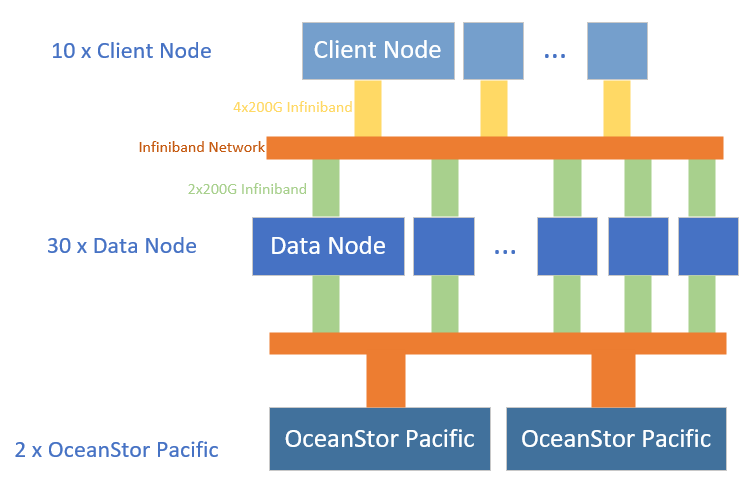 10 x Client Node
Client Node
...
4x200G Infiniband
Infiniband Network
2x200G Infiniband
30 x Data Node
Data Node
...
2 x OceanStor Pacific
OceanStor Pacific
OceanStor Pacific